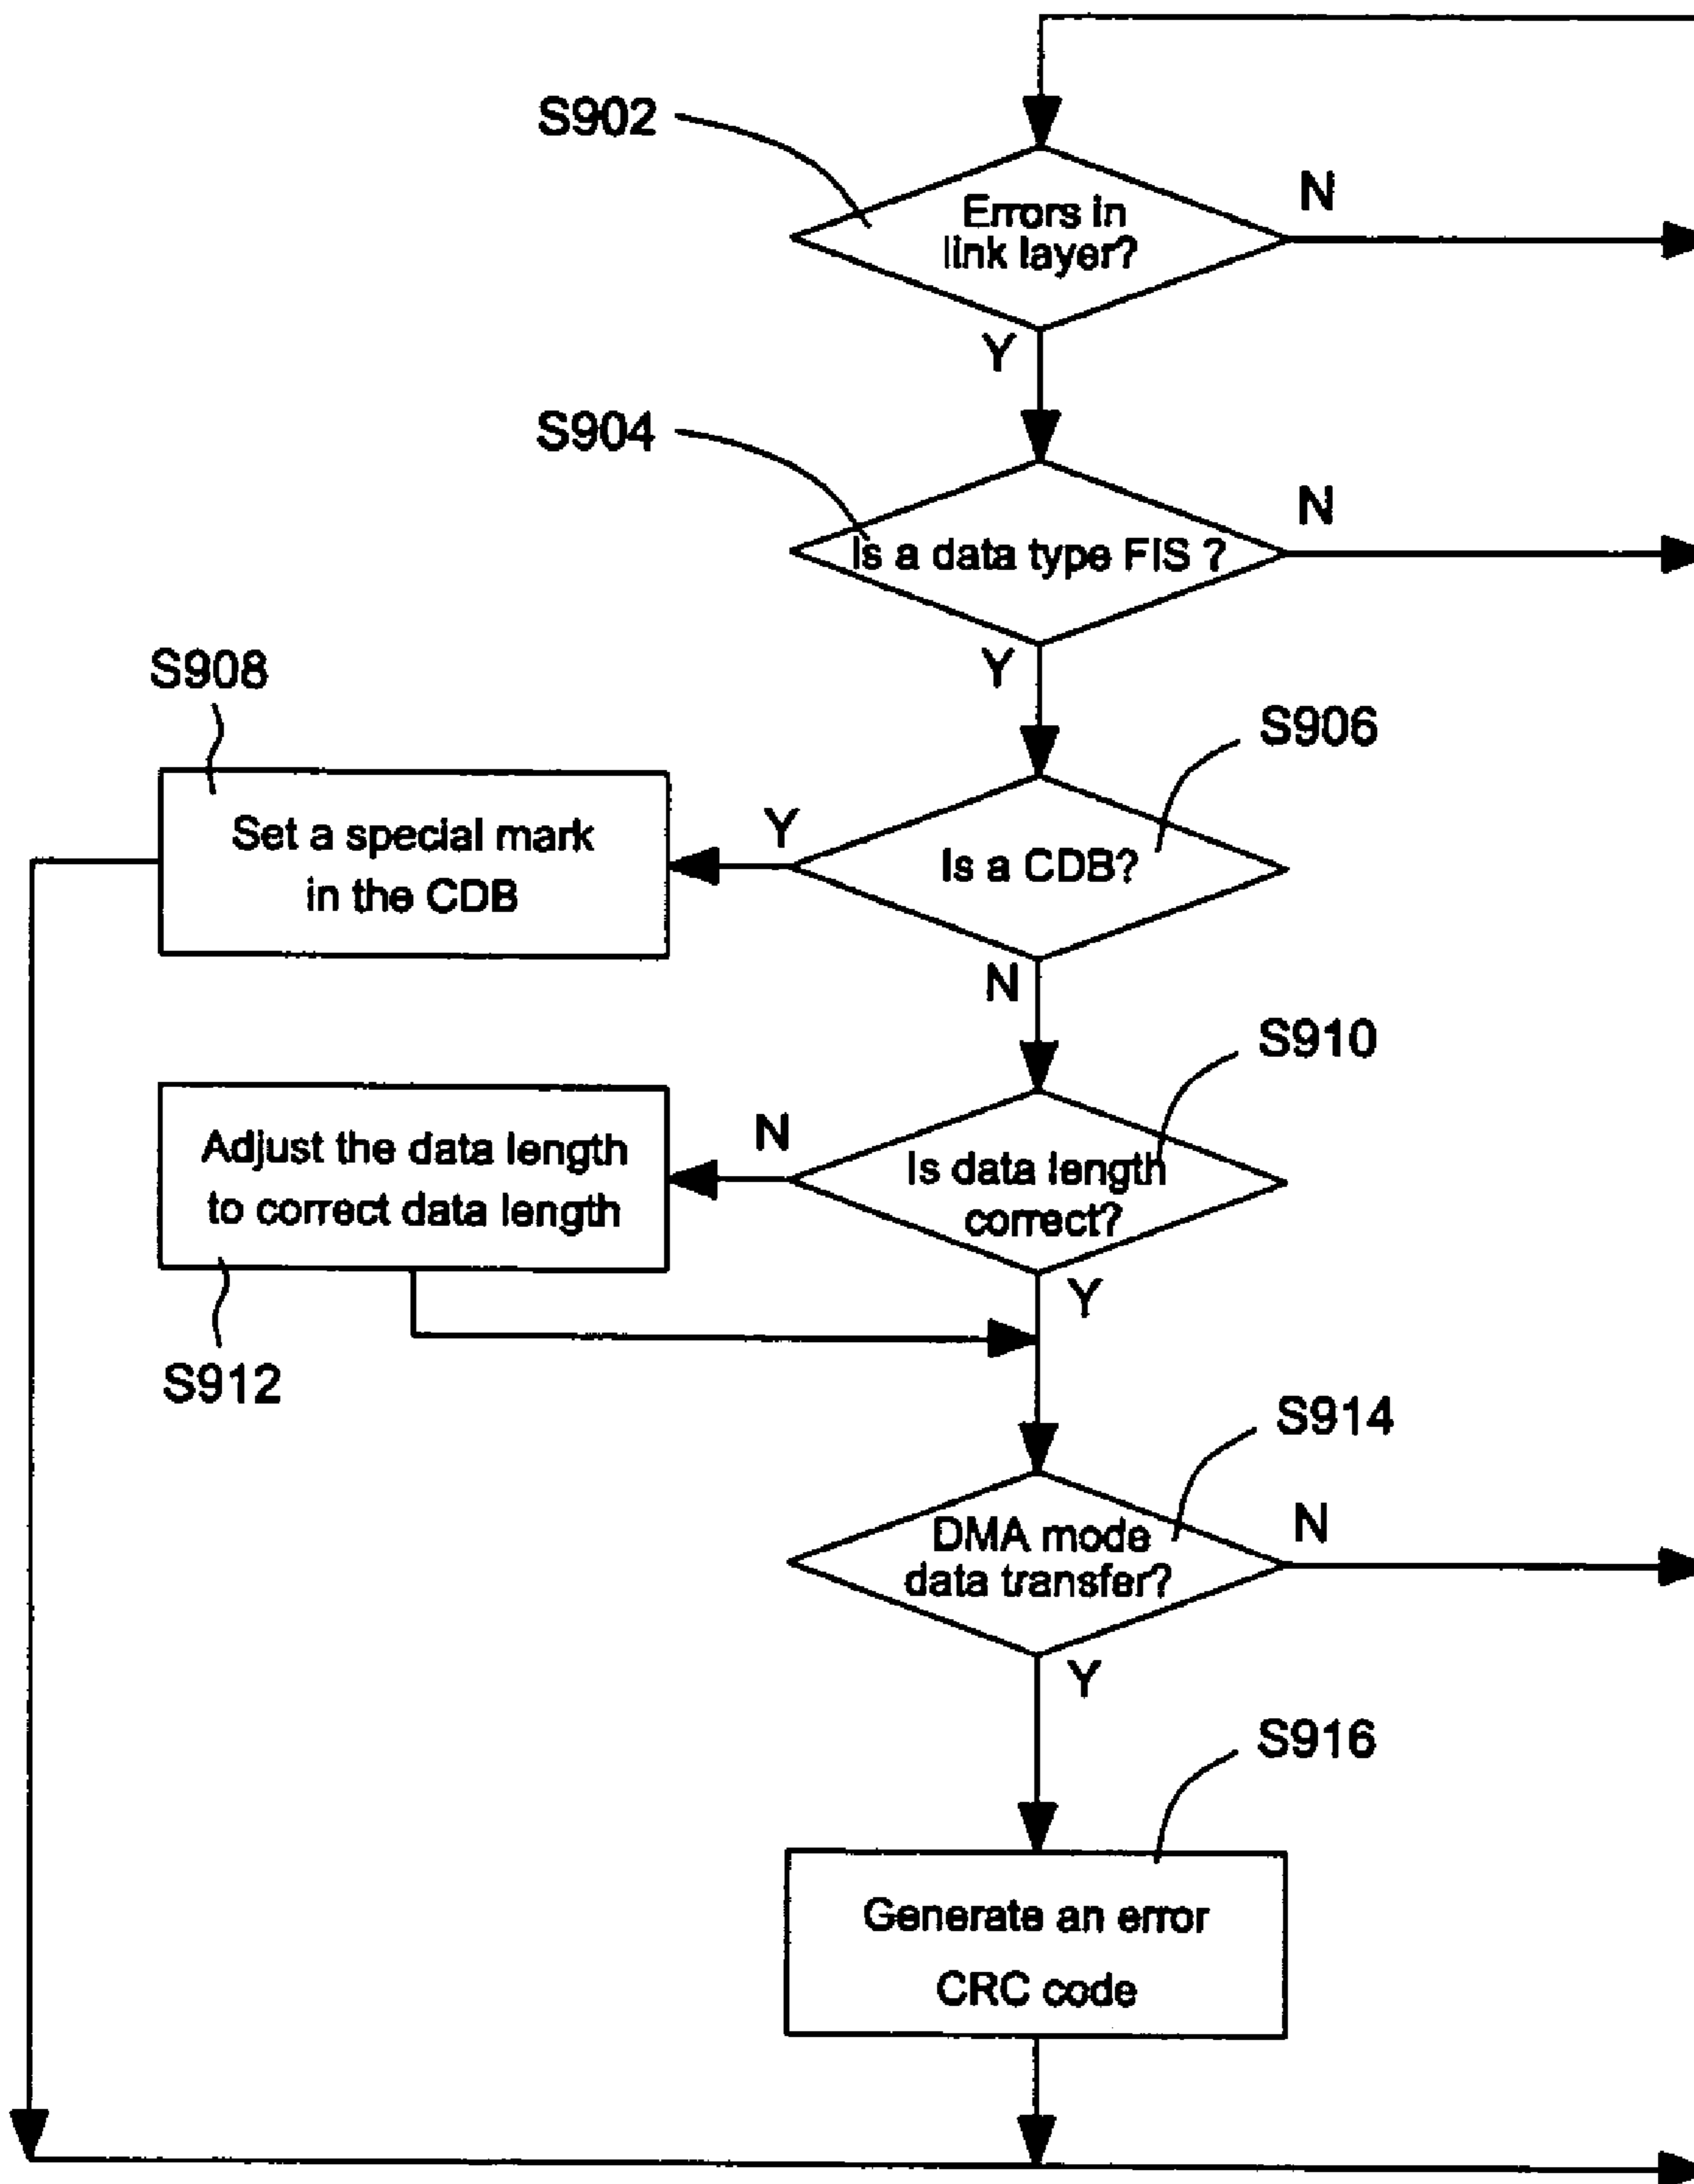 S902
Errors in
link layer?
N
Y
S904
Is a data type FIS ?
N
Y
S908
S906
Set a special mark
in the CDB
Y
Is a CDB?
N
S910
Adjust the data length
to correct data length
N
Is data length
correct?
Y
S912
S914
DMA mode
data transfer?
N
Y
S916
Generate an error
CRC code